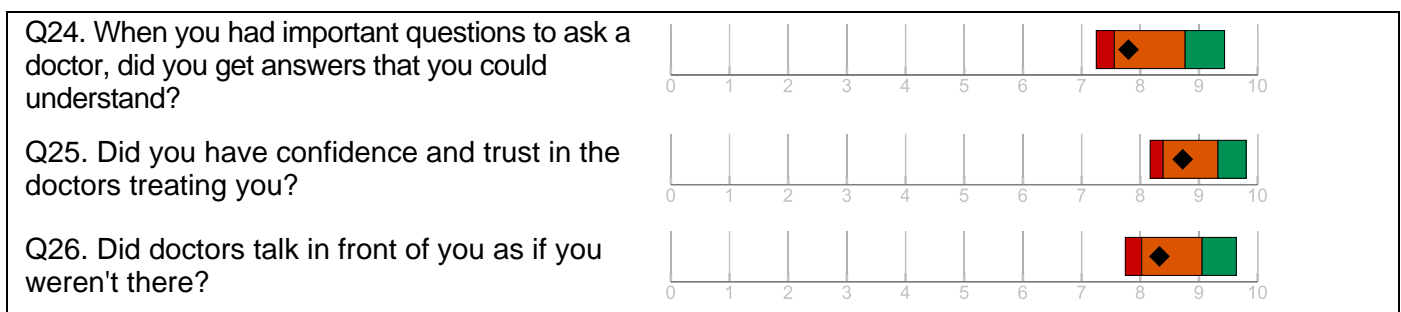 Q24. When you had important questions to ask a
doctor, did you get answers that you could
understand?
0 1 2 3 4 5 6 7 8 9 10
Q25. Did you have confidence and trust in the
doctors treating you?
0 1 2 3 4 5 6 7 8 9 10
Q26. Did doctors talk in front of you as if you
weren't there?
0 1 2 3 4 5 6 7 8 9 10